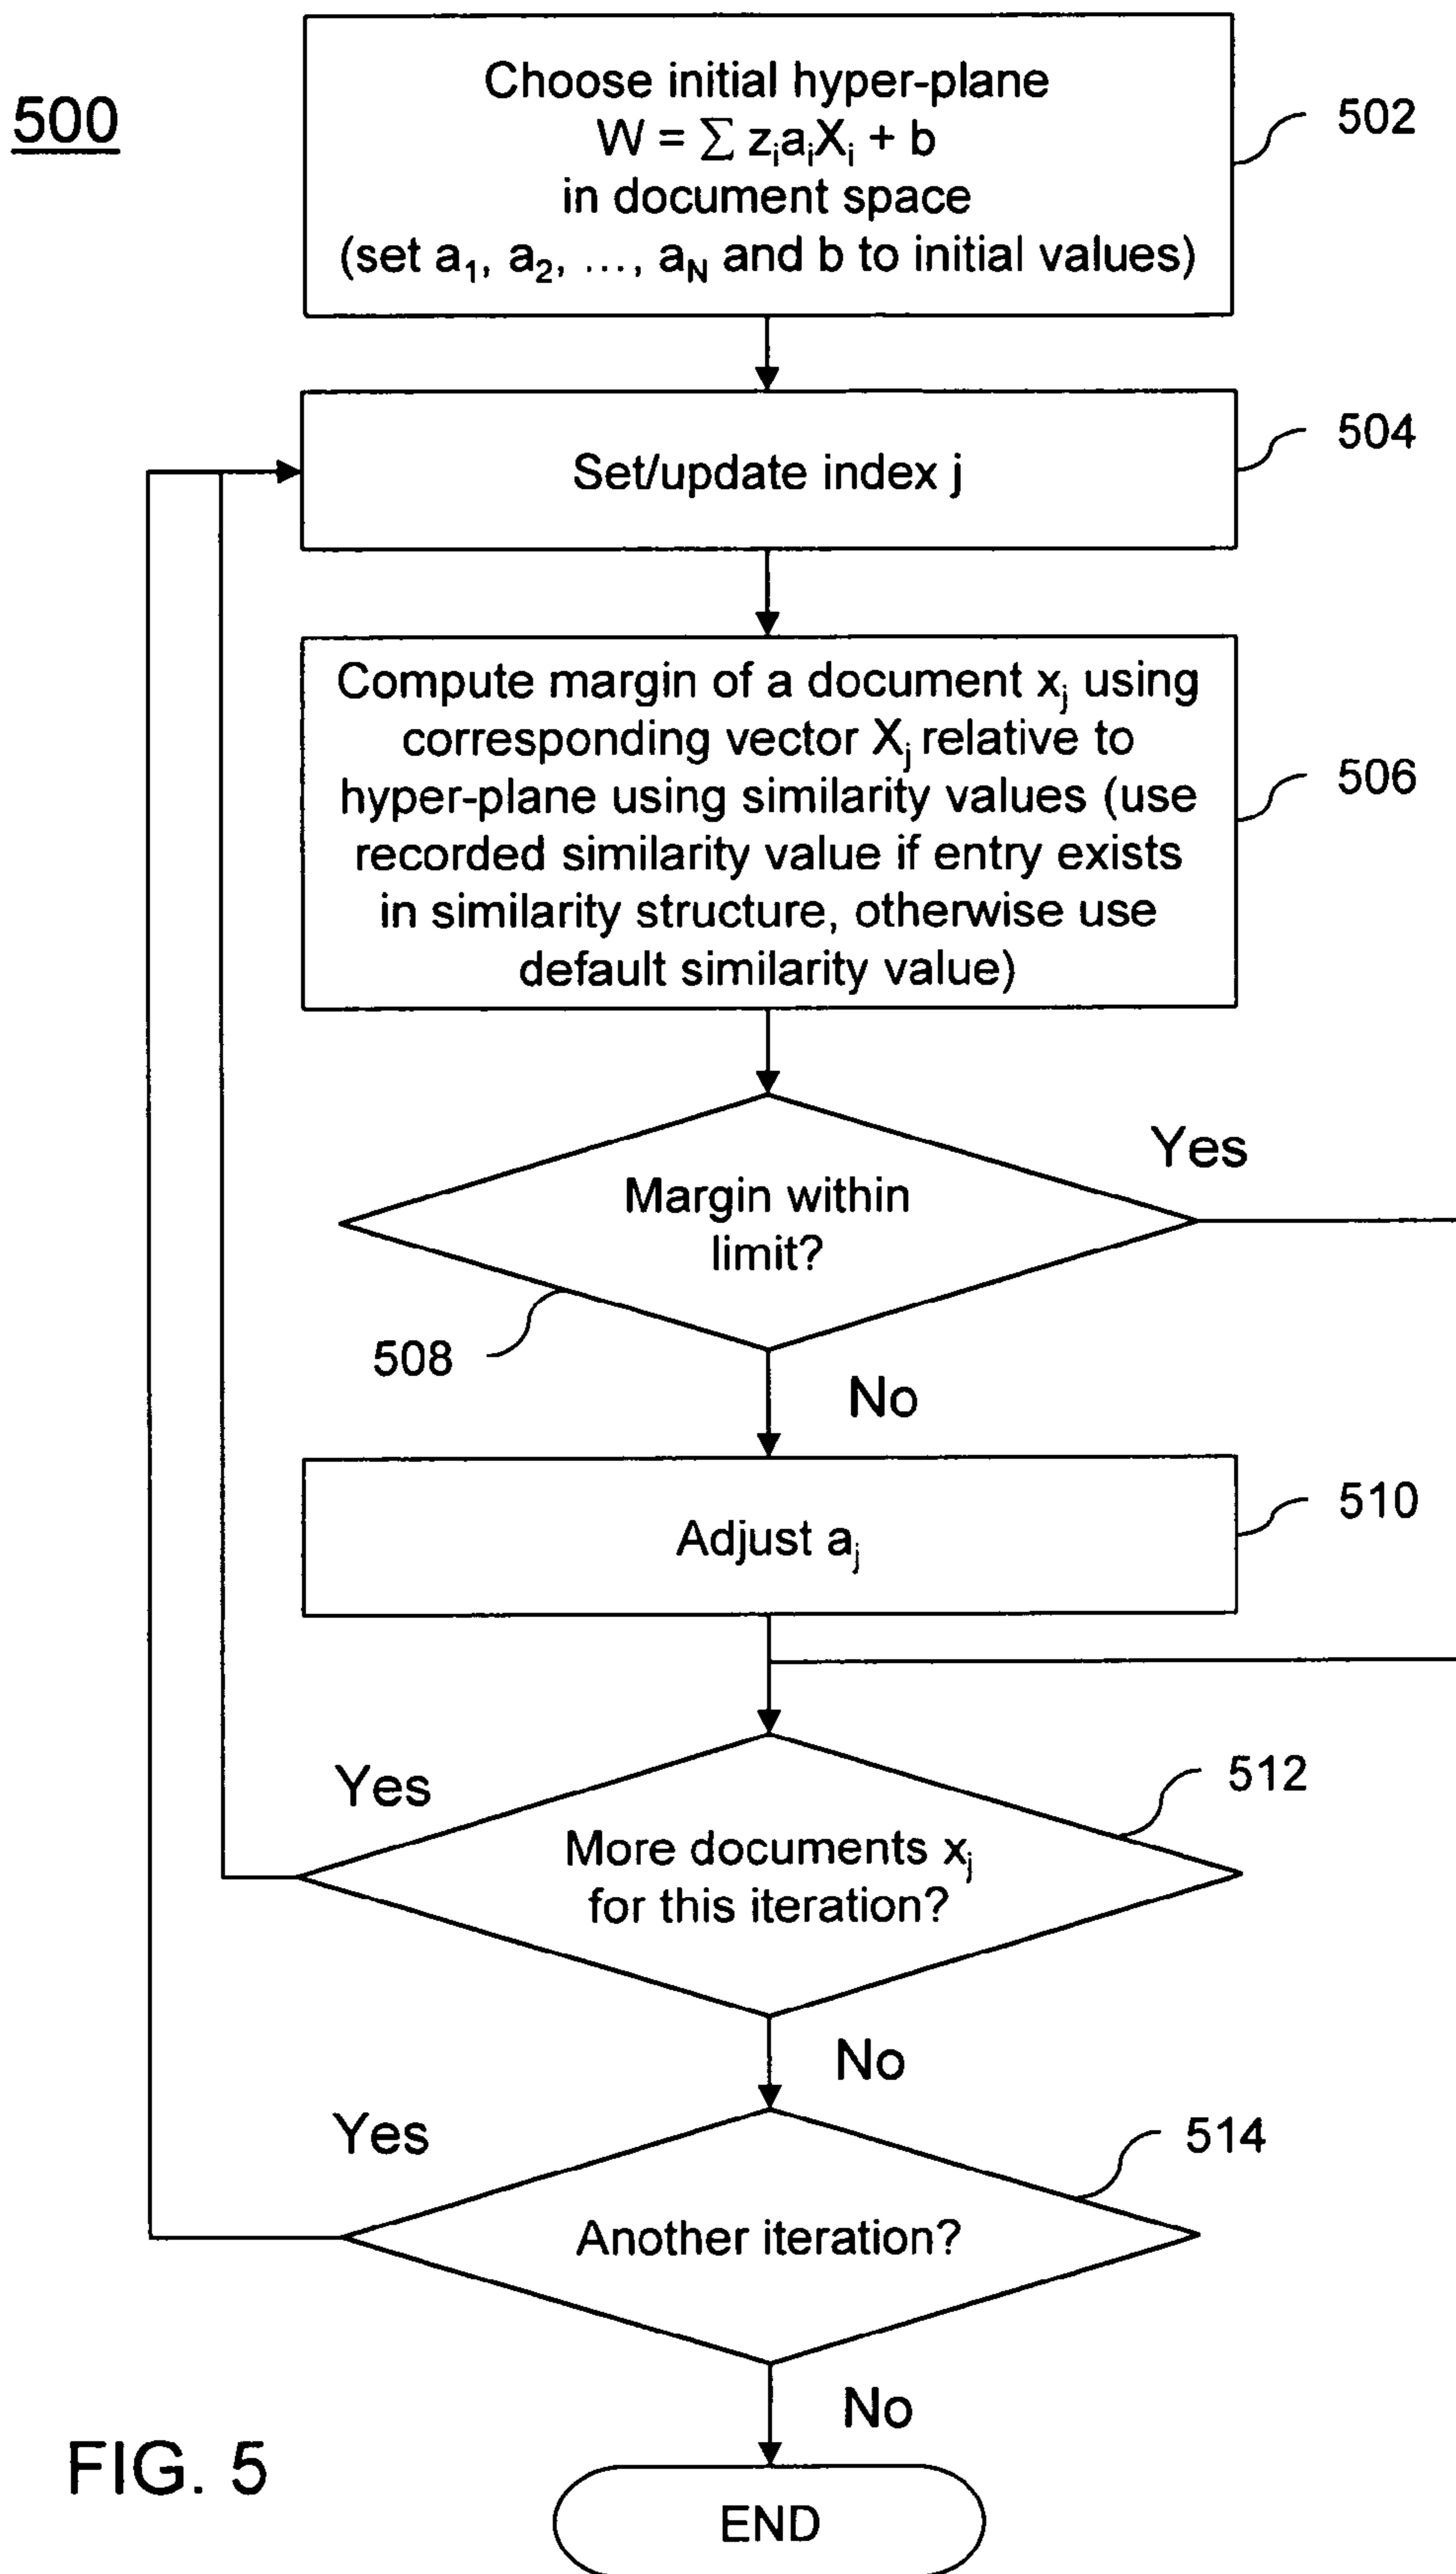 500
Choose initial hyper-plane
W = ∑ zᵢaᵢXᵢ + b
in document space
(set a₁, a₂, ..., a_N and b to initial values)
502
Set/update index j
504
Compute margin of a document xⱼ using
corresponding vector Xⱼ relative to
hyper-plane using similarity values (use
recorded similarity value if entry exists
in similarity structure, otherwise use
default similarity value)
506
Yes
Margin within
limit?
508
No
Adjust aⱼ
510
Yes
512
More documents xⱼ
for this iteration?
No
Yes
514
Another iteration?
No
FIG. 5
END